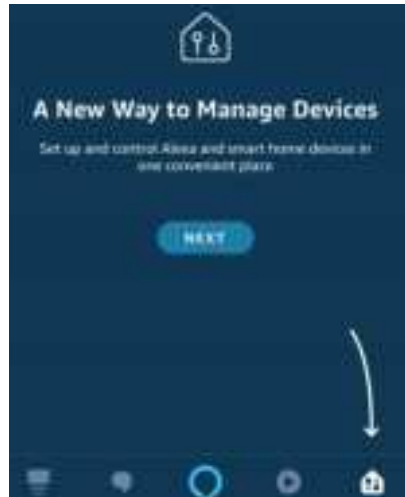 A New Way to Manage Devices
Set up and control Alexa and smart home devices in
one convenient place
NEXT